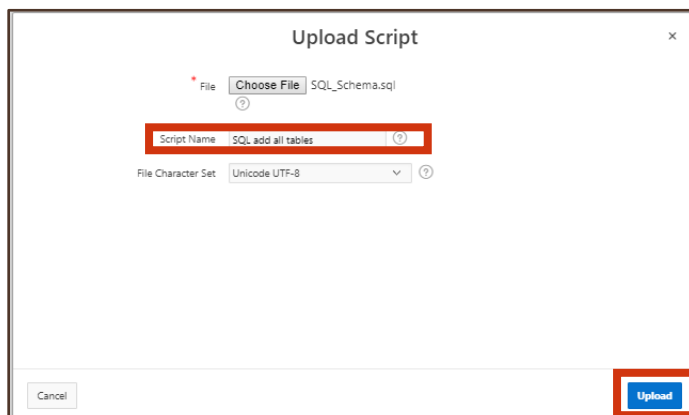 Upload Script ×
* File Choose File SQL_Schema.sql
?
Script Name SQL add all tables ?
File Character Set Unicode UTF-8 ?
Cancel Upload